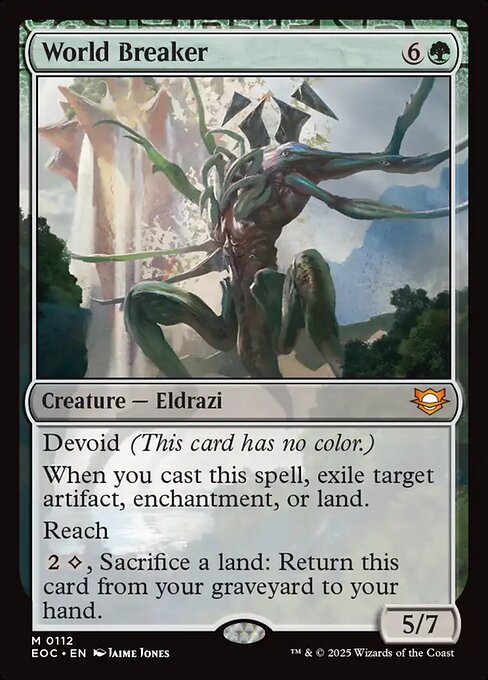 World Breaker 6
Creature — Eldrazi
Devoid (This card has no color.)
When you cast this spell, exile target
artifact, enchantment, or land.
Reach
2, Sacrifice a land: Return this
card from your graveyard to your
hand.
5/7
M 0112
EOC • EN Jaime Jones
™ & © 2025 Wizards of the Coast